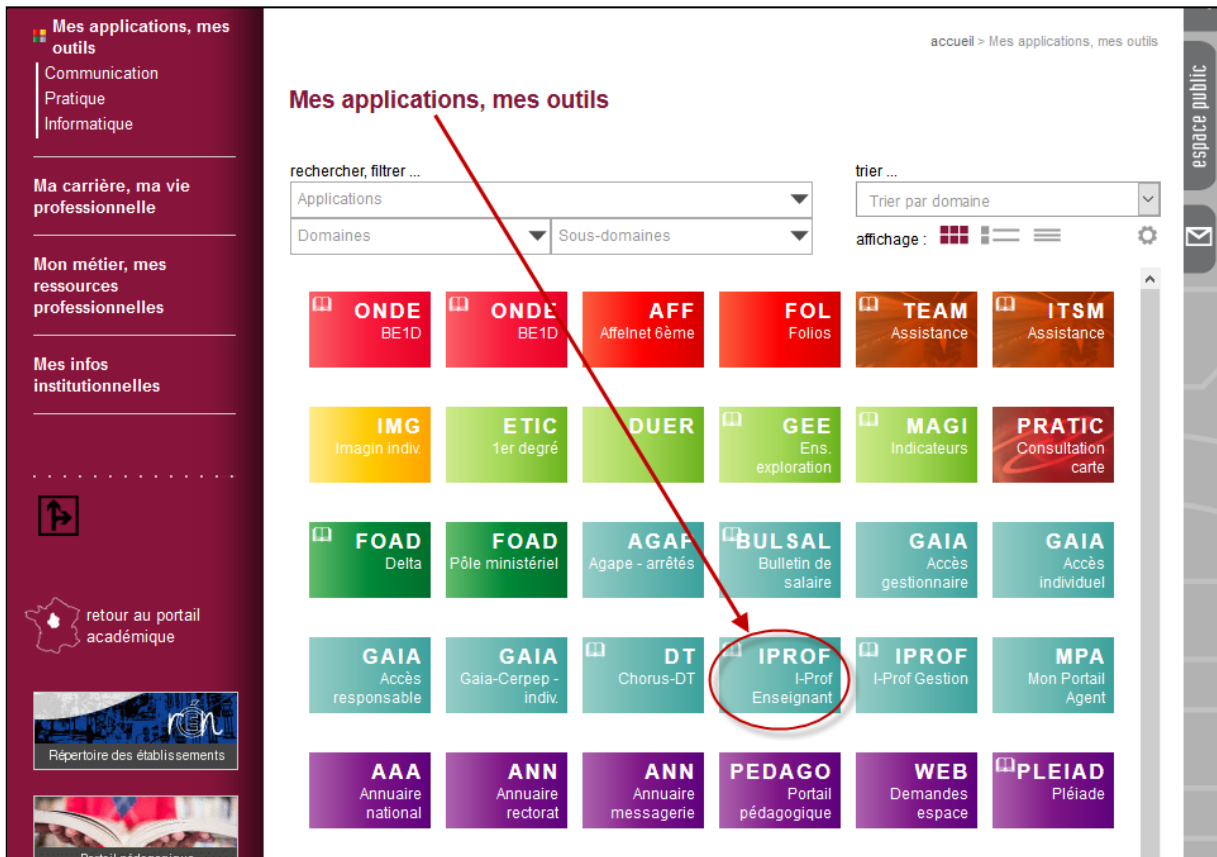 Mes applications, mes
outils
Communication
Pratique
Informatique
Ma carrière, ma vie
professionnelle
Mon métier, mes
ressources
professionnelles
Mes infos
institutionnelles
retour au portail
académique
rén
Répertoire des établissements
accueil > Mes applications, mes outils
Mes applications, mes outils
rechercher, filtrer ...
Applications
Domaines
Sous-domaines
trier ...
Trier par domaine
affichage :
ONDE
BE1D
ONDE
BE1D
AFF
Affelnet 6ème
FOL
Folios
TEAM
Assistance
ITSM
Assistance
IMG
Imagin indiv.
ETIC
1er degré
DUER
GEE
Ens.
exploration
MAGI
Indicateurs
PRATIC
Consultation
carte
FOAD
Delta
FOAD
Pôle ministériel
AGAP
Agape - arrêtés
BULSAL
Bulletin de
salaire
GAIA
Accès
gestionnaire
GAIA
Accès
individuel
GAIA
Accès
responsable
GAIA
Gaia-Cerpep -
indiv.
DT
Chorus-DT
IPROF
I-Prof
Enseignant
IPROF
I-Prof Gestion
MPA
Mon Portail
Agent
AAA
Annuaire
national
ANN
Annuaire
rectorat
ANN
Annuaire
messagerie
PEDAGO
Portail
pédagogique
WEB
Demandes
espace
PLEIAD
Pléiade
espace public